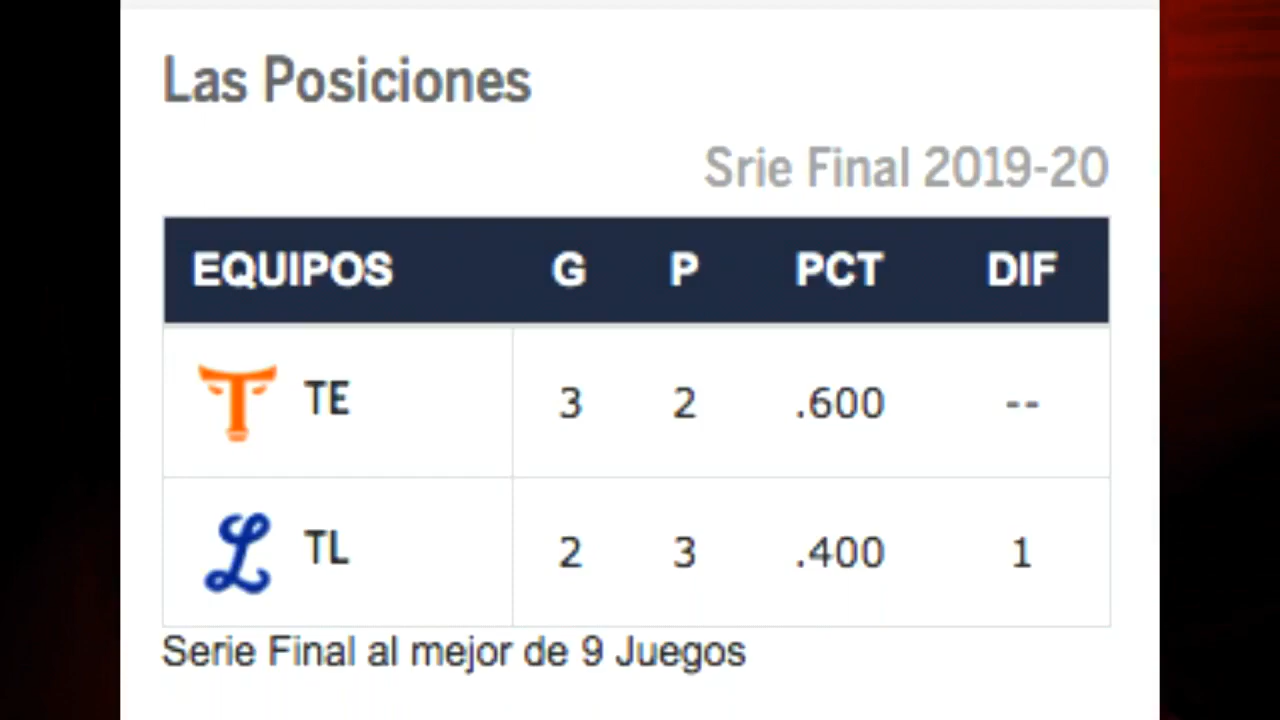 Las Posiciones
Srie Final 2019-20
EQUIPOS G P PCT DIF
TE 3 2 .600 --
TL 2 3 .400 1
Serie Final al mejor de 9 Juegos